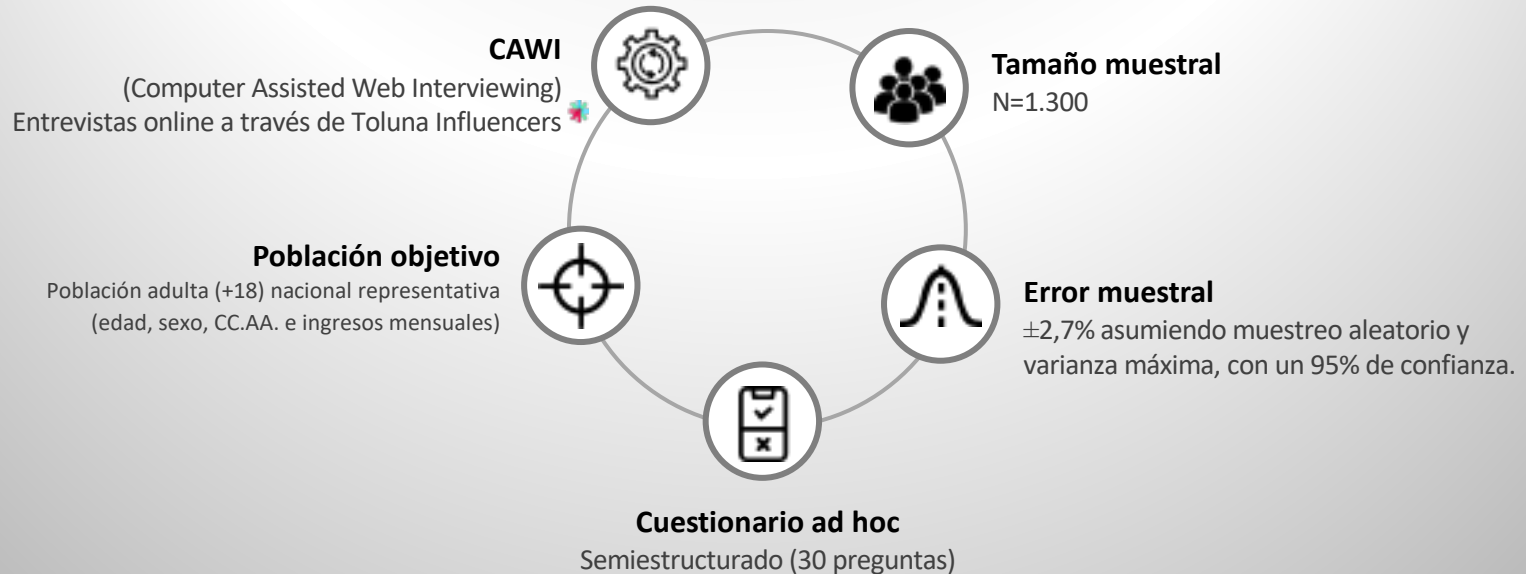 CAWI
(Computer Assisted Web Interviewing)
Entrevistas online a través de Toluna Influencers
Tamaño muestral
N=1.300
Población objetivo
Población adulta (+18) nacional representativa
(edad, sexo, CC.AA. e ingresos mensuales)
Error muestral
±2,7% asumiendo muestreo aleatorio y
varianza máxima, con un 95% de confianza.
Cuestionario ad hoc
Semiestructurado (30 preguntas)